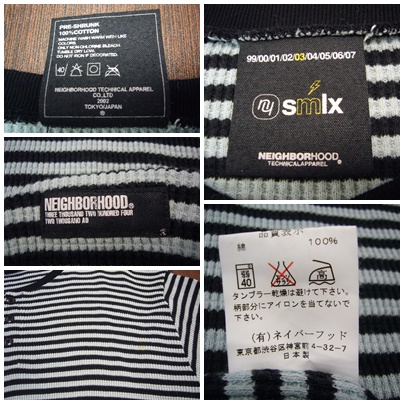 PRE-SHRUNK
100%COTTON
MACHINE WASH WARM WITH LIKE
COLORS
ONLY NON-CHLORINE BLEACH.
TUMBLE DRY LOW.
DO NOT IRON IF DECORATED.
40
NEIGHBORHOOD TECHNICAL APPAREL
CO.,LTD
2002
TOKYO/JAPAN
®
99/00/01/02/03/04/05/06/07
ny smlx
NEIGHBORHOOD®
TECHNICAL APPAREL
NEIGHBORHOOD®
THREE THOUSAND TWO HUNDRED FOUR
TWO THOUSAND AD
品質表示
綿 100%
40
高
タンブラー乾燥は避けて下さい。
柄部分にアイロンを当てないで
下さい。
(有)ネイバーフッド
東京都渋谷区神宮前4-32-7
日本製